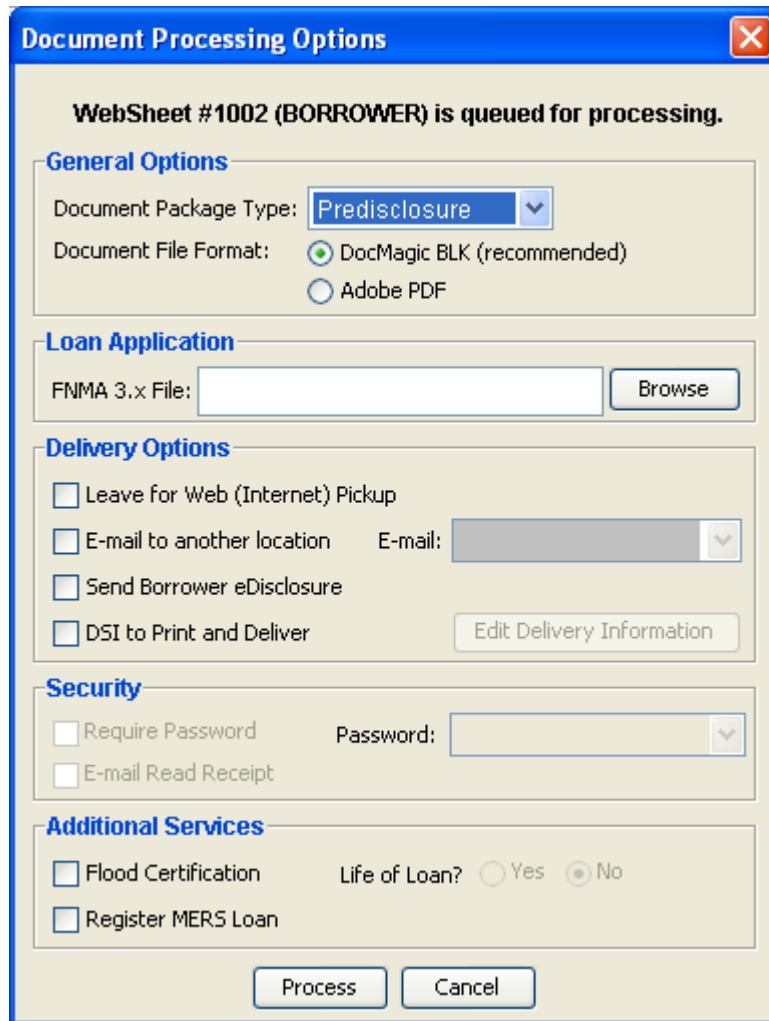 Document Processing Options
WebSheet #1002 (BORROWER) is queued for processing.
General Options
Document Package Type: Predisclosure
Document File Format: DocMagic BLK (recommended)
Adobe PDF
Loan Application
FNMA 3.x File: Browse
Delivery Options
Leave for Web (Internet) Pickup
E-mail to another location E-mail:
Send Borrower eDisclosure
DSI to Print and Deliver Edit Delivery Information
Security
Require Password Password:
E-mail Read Receipt
Additional Services
Flood Certification Life of Loan? Yes No
Register MERS Loan
Process Cancel